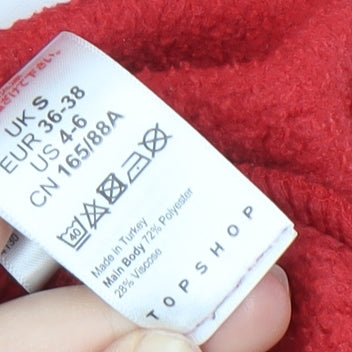 UK S
EUR 36-38
US 4-6
CN 165/88A
40
Made in Turkey
Main Body 72% Polyester
28% Viscose
TOPSHOP